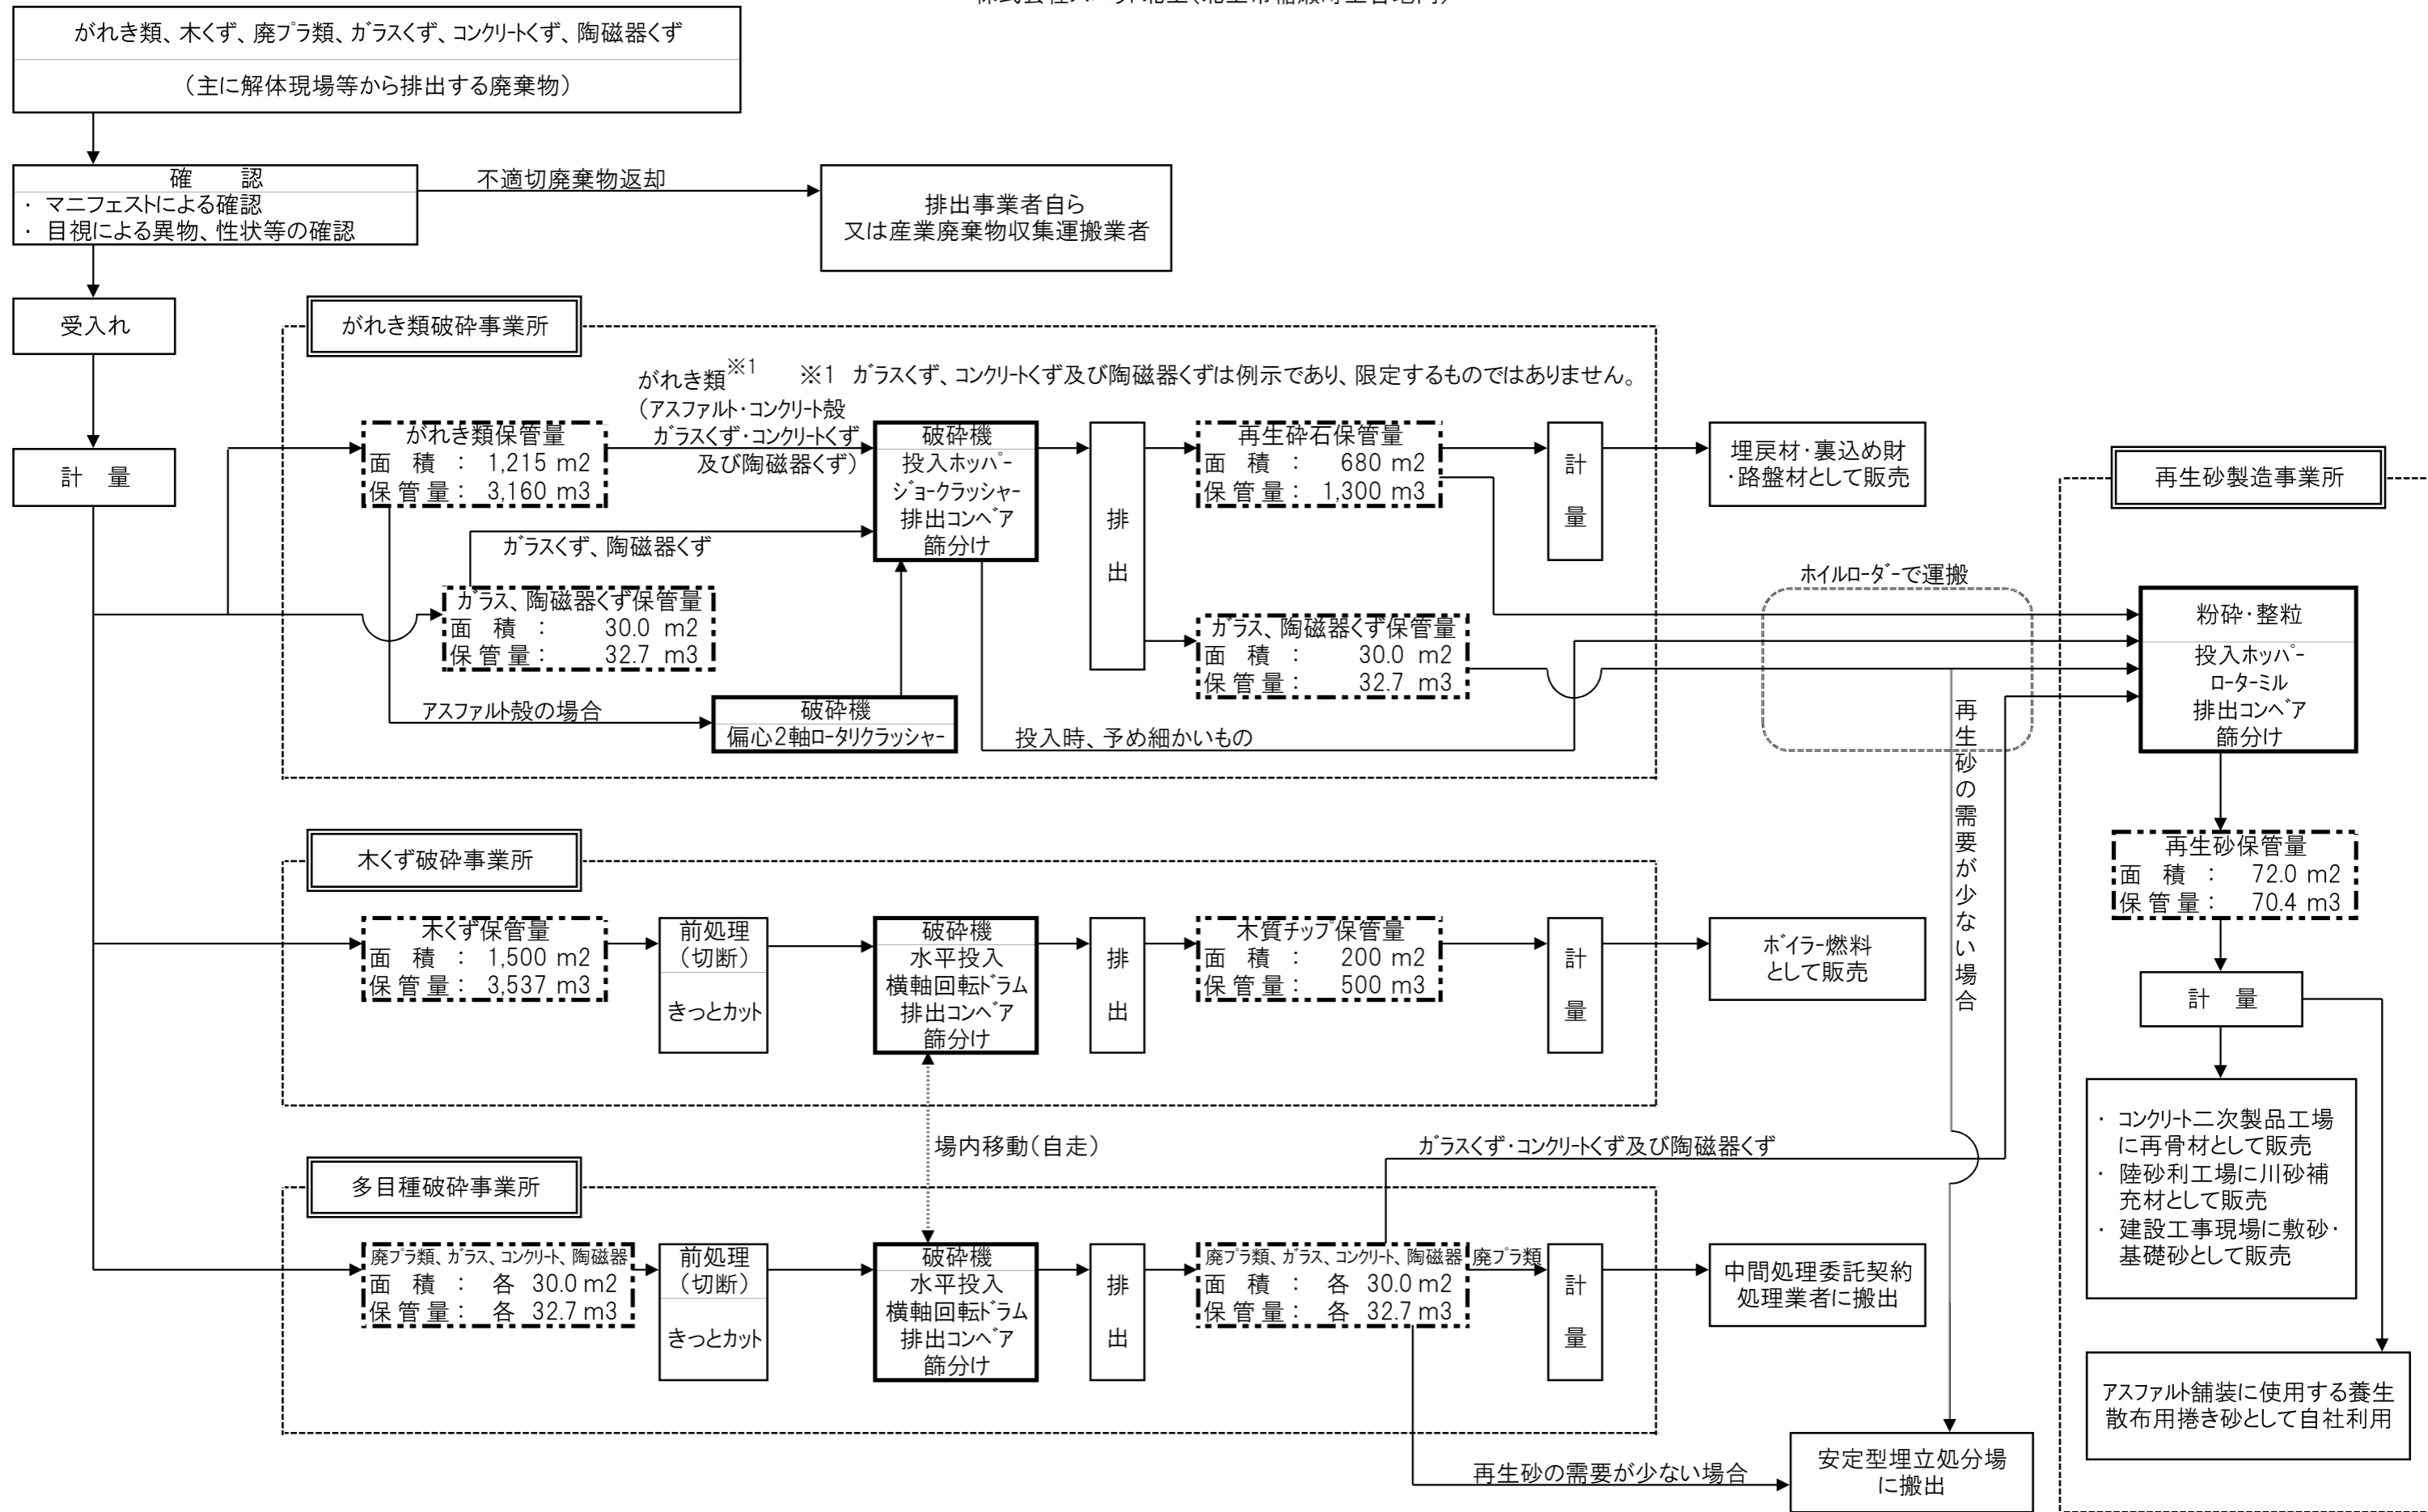 がれき類、木くず、廃プラ類、ガラスくず、コンクリートくず、陶磁器くず
（主に解体現場等から排出する廃棄物）
確　認
・ マニフェストによる確認
・ 目視による異物、性状等の確認
不適切廃棄物返却
排出事業者自ら
又は産業廃棄物収集運搬業者
受入れ
計　量
がれき類破砕事業所
がれき類※1
（アスファルト・コンクリート殻
ガラスくず・コンクリートくず
及び陶磁器くず）
※1　ガラスくず、コンクリートくず及び陶磁器くずは例示であり、限定するものではありません。
がれき類保管量
面　積 ： 1,215 m2
保管量： 3,160 m3
ガラスくず、陶磁器くず
ガラス、陶磁器くず保管量
面　積 ： 30.0 m2
保管量： 32.7 m3
アスファルト殻の場合
破砕機
偏心2軸ロータリクラッシャー
破砕機
投入ホッパー
ジョークラッシャー
排出コンベア
篩分け
投入時、予め細かいもの
排出
再生砕石保管量
面　積 ： 680 m2
保管量： 1,300 m3
ガラス、陶磁器くず保管量
面　積 ： 30.0 m2
保管量： 32.7 m3
計量
埋戻材・裏込め財
・路盤材として販売
ホイルローダーで運搬
再生砂の需要が少ない場合
再生砂製造事業所
粉砕・整粒
投入ホッパー
ローターミル
排出コンベア
篩分け
再生砂保管量
面　積 ： 72.0 m2
保管量： 70.4 m3
計　量
・ コンクリート二次製品工場
に再骨材として販売
・ 陸砂利工場に川砂補
充材として販売
・ 建設工事現場に敷砂・
基礎砂として販売
アスファルト舗装に使用する養生
散布用捲き砂として自社利用
木くず破砕事業所
木くず保管量
面　積 ： 1,500 m2
保管量： 3,537 m3
前処理
（切断）
きっとカット
破砕機
水平投入
横軸回転ドラム
排出コンベア
篩分け
排出
木質チップ保管量
面　積 ： 200 m2
保管量： 500 m3
計量
ボイラー燃料
として販売
場内移動（自走）
ガラスくず・コンクリートくず及び陶磁器くず
多目種破砕事業所
廃プラ類、ガラス、コンクリート、陶磁器
面　積 ： 各 30.0 m2
保管量： 各 32.7 m3
前処理
（切断）
きっとカット
破砕機
水平投入
横軸回転ドラム
排出コンベア
篩分け
排出
廃プラ類、ガラス、コンクリート、陶磁器
面　積 ： 各 30.0 m2
保管量： 各 32.7 m3
廃プラ類
計量
中間処理委託契約
処理業者に搬出
再生砂の需要が少ない場合
安定型埋立処分場
に搬出